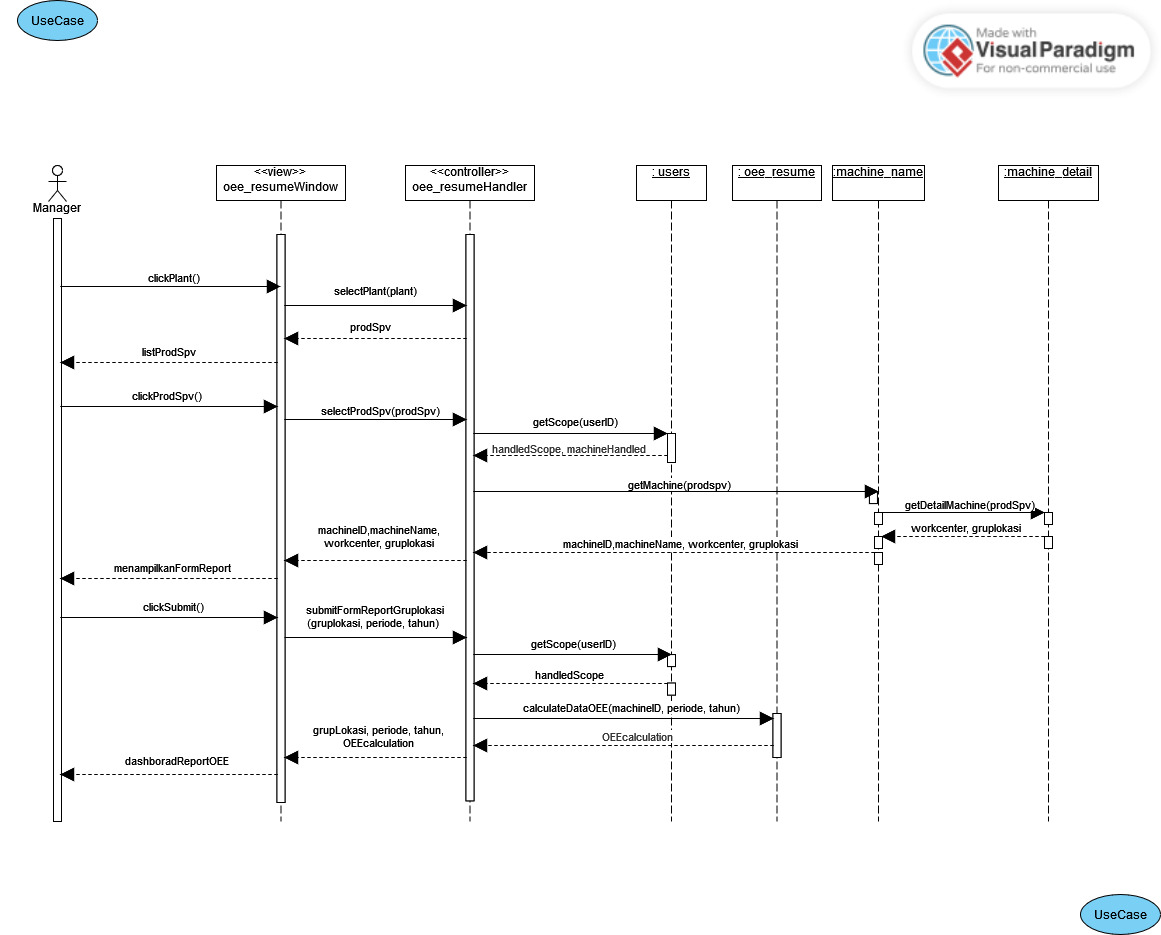 UseCase
Made with
Visual Paradigm
For non-commercial use
Manager
<<view>>
oee_resumeWindow
<<controller>>
oee_resumeHandler
: users
: oee_resume
:machine_name
:machine_detail
clickPlant()
selectPlant(plant)
prodSpv
listProdSpv
clickProdSpv()
selectProdSpv(prodSpv)
getScope(userID)
handledScope, machineHandled
getMachine(prodspv)
getDetailMachine(prodSpv)
workcenter, gruplokasi
machineID,machineName, workcenter, gruplokasi
machineID,machineName,
workcenter, gruplokasi
menampilkanFormReport
clickSubmit()
submitFormReportGruplokasi
(gruplokasi, periode, tahun)
getScope(userID)
handledScope
calculateDataOEE(machineID, periode, tahun)
OEEcalculation
grupLokasi, periode, tahun,
OEEcalculation
dashboradReportOEE
UseCase